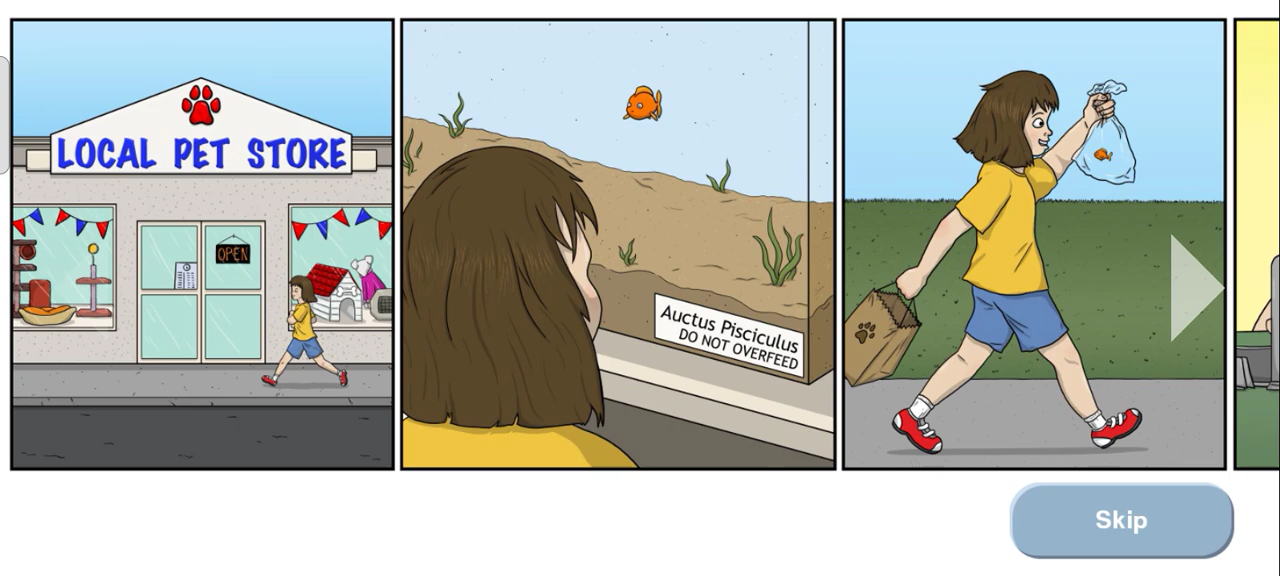 LOCAL PET STORE
OPEN
Auctus Pisciculus
DO NOT OVERFEED
Skip